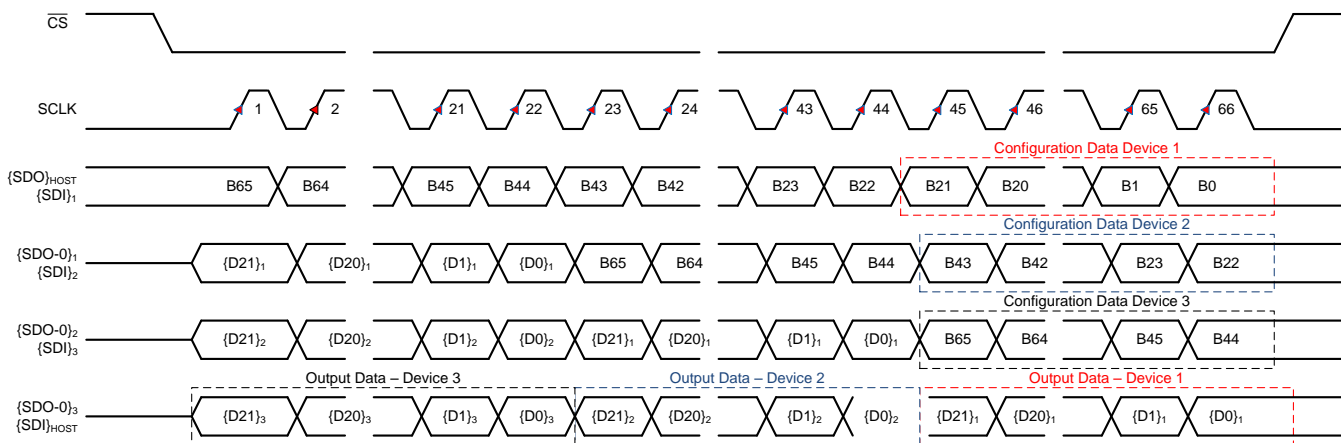 CS
SCLK 1 2 21 22 23 24 43 44 45 46 65 66
Configuration Data Device 1
{SDO}HOST
{SDI}1
B65 B64 B45 B44 B43 B42 B23 B22 B21 B20 B1 B0
Configuration Data Device 2
{SDO-0}1
{SDI}2
{D21}1 {D20}1 {D1}1 {D0}1 B65 B64 B45 B44 B43 B42 B23 B22
Configuration Data Device 3
{SDO-0}2
{SDI}3
{D21}2 {D20}2 {D1}2 {D0}2 {D21}1 {D20}1 {D1}1 {D0}1 B65 B64 B45 B44
Output Data – Device 3 Output Data – Device 2 Output Data – Device 1
{SDO-0}3
{SDI}HOST
{D21}3 {D20}3 {D1}3 {D0}3 {D21}2 {D20}2 {D1}2 {D0}2 {D21}1 {D20}1 {D1}1 {D0}1